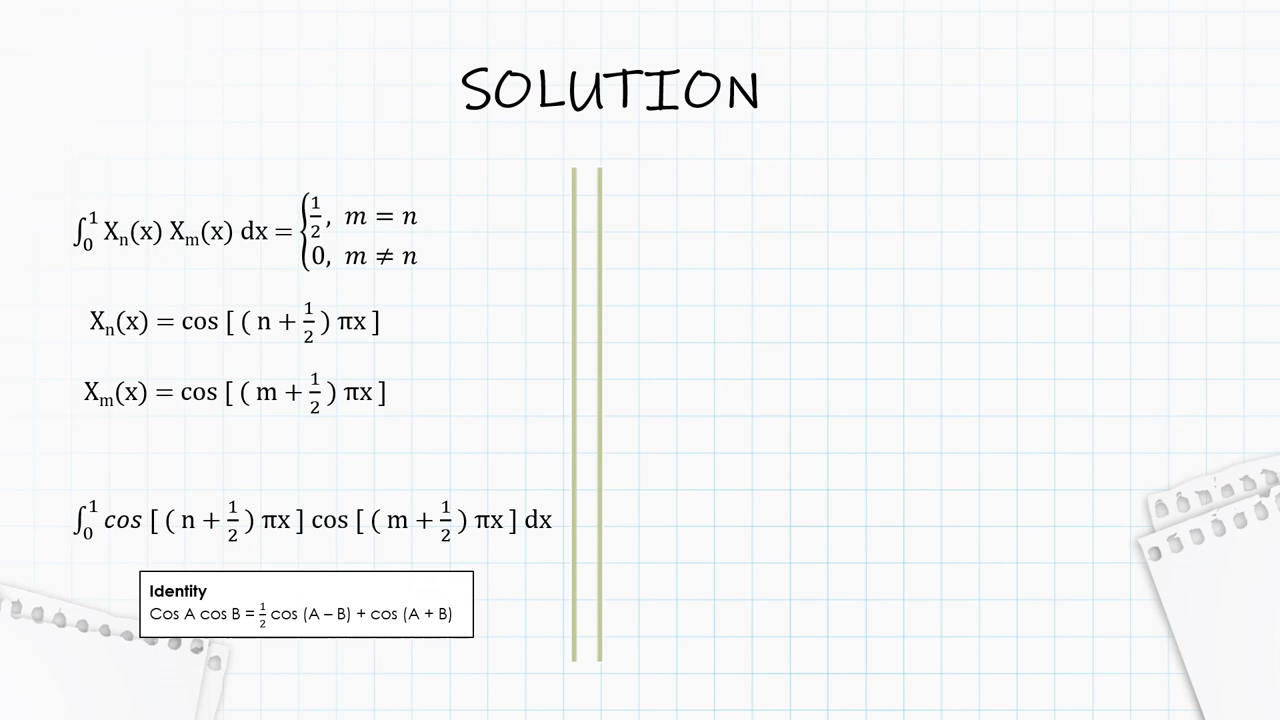 SOLUTION
∫₀¹ Xₙ(x) Xₘ(x) dx = { 1/2, m = n
0, m ≠ n
Xₙ(x) = cos [ ( n + 1/2 ) πx ]
Xₘ(x) = cos [ ( m + 1/2 ) πx ]
∫₀¹ cos [ ( n + 1/2 ) πx ] cos [ ( m + 1/2 ) πx ] dx
Identity
Cos A cos B = 1/2 cos (A – B) + cos (A + B)